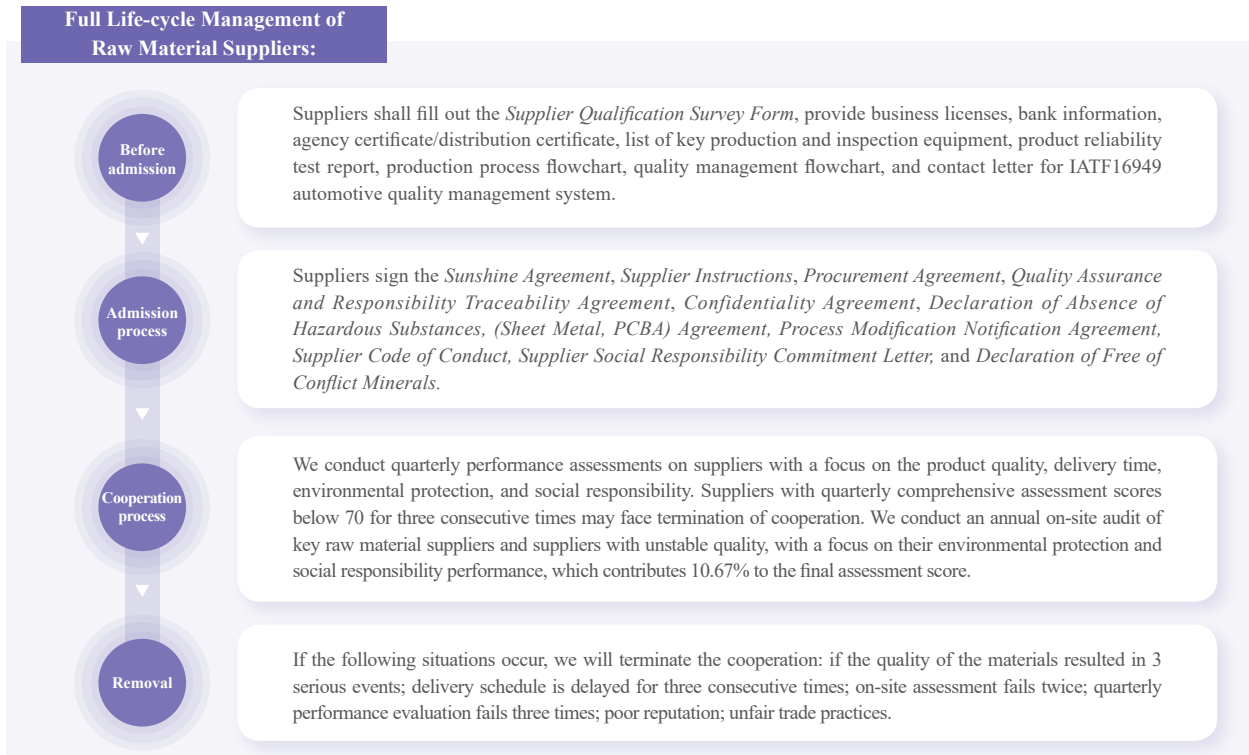 Full Life-cycle Management of
Raw Material Suppliers:
Before
admission
Suppliers shall fill out the Supplier Qualification Survey Form, provide business licenses, bank information,
agency certificate/distribution certificate, list of key production and inspection equipment, product reliability
test report, production process flowchart, quality management flowchart, and contact letter for IATF16949
automotive quality management system.
Admission
process
Suppliers sign the Sunshine Agreement, Supplier Instructions, Procurement Agreement, Quality Assurance
and Responsibility Traceability Agreement, Confidentiality Agreement, Declaration of Absence of
Hazardous Substances, (Sheet Metal, PCBA) Agreement, Process Modification Notification Agreement,
Supplier Code of Conduct, Supplier Social Responsibility Commitment Letter, and Declaration of Free of
Conflict Minerals.
Cooperation
process
We conduct quarterly performance assessments on suppliers with a focus on the product quality, delivery time,
environmental protection, and social responsibility. Suppliers with quarterly comprehensive assessment scores
below 70 for three consecutive times may face termination of cooperation. We conduct an annual on-site audit of
key raw material suppliers and suppliers with unstable quality, with a focus on their environmental protection and
social responsibility performance, which contributes 10.67% to the final assessment score.
Removal
If the following situations occur, we will terminate the cooperation: if the quality of the materials resulted in 3
serious events; delivery schedule is delayed for three consecutive times; on-site assessment fails twice; quarterly
performance evaluation fails three times; poor reputation; unfair trade practices.